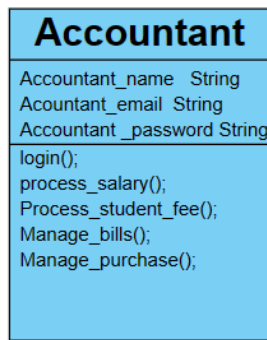 Accountant
Accountant_name String
Acountant_email String
Accountant _password String
login();
process_salary();
Process_student_fee();
Manage_bills();
Manage_purchase();